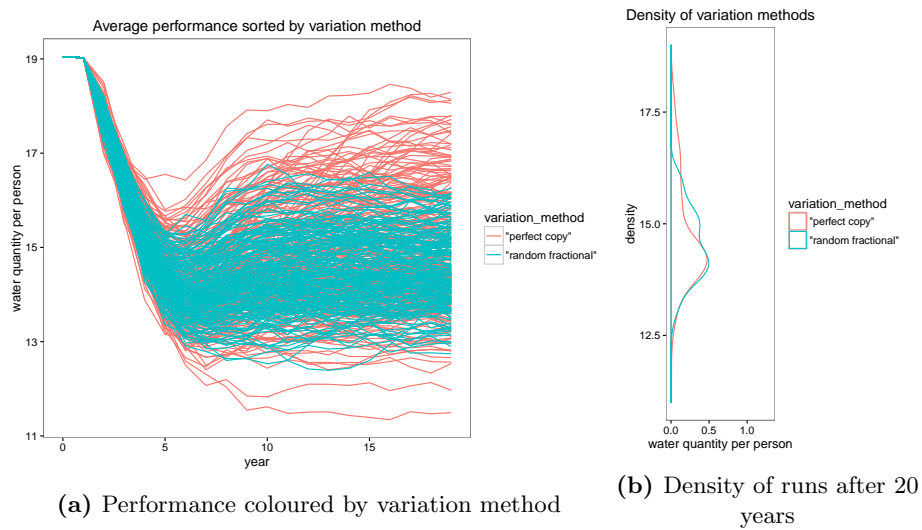 Average performance sorted by variation method
19
17
15
13
11
water quantity per person
0
5
10
15
year
variation_method
"perfect copy"
"random fractional"
(a) Performance coloured by variation method
Density of variation methods
17.5
15.0
12.5
density
0.0
0.5
1.0
water quantity per person
variation_method
"perfect copy"
"random fractional"
(b) Density of runs after 20
years